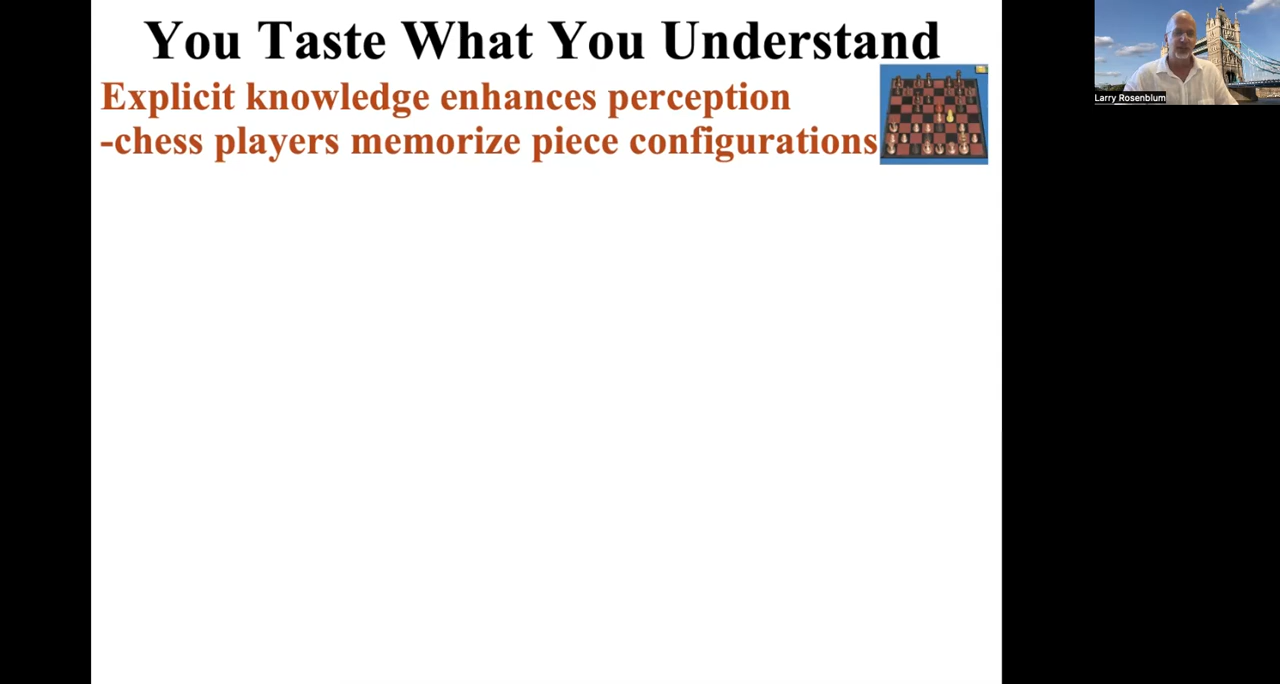 You Taste What You Understand
Explicit knowledge enhances perception
-chess players memorize piece configurations
Larry Rosenblum